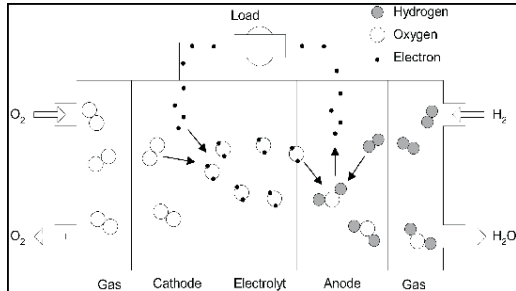 Load
Hydrogen
Oxygen
Electron
O2
H2
O2
H2O
Gas Cathode Electrolyt Anode Gas